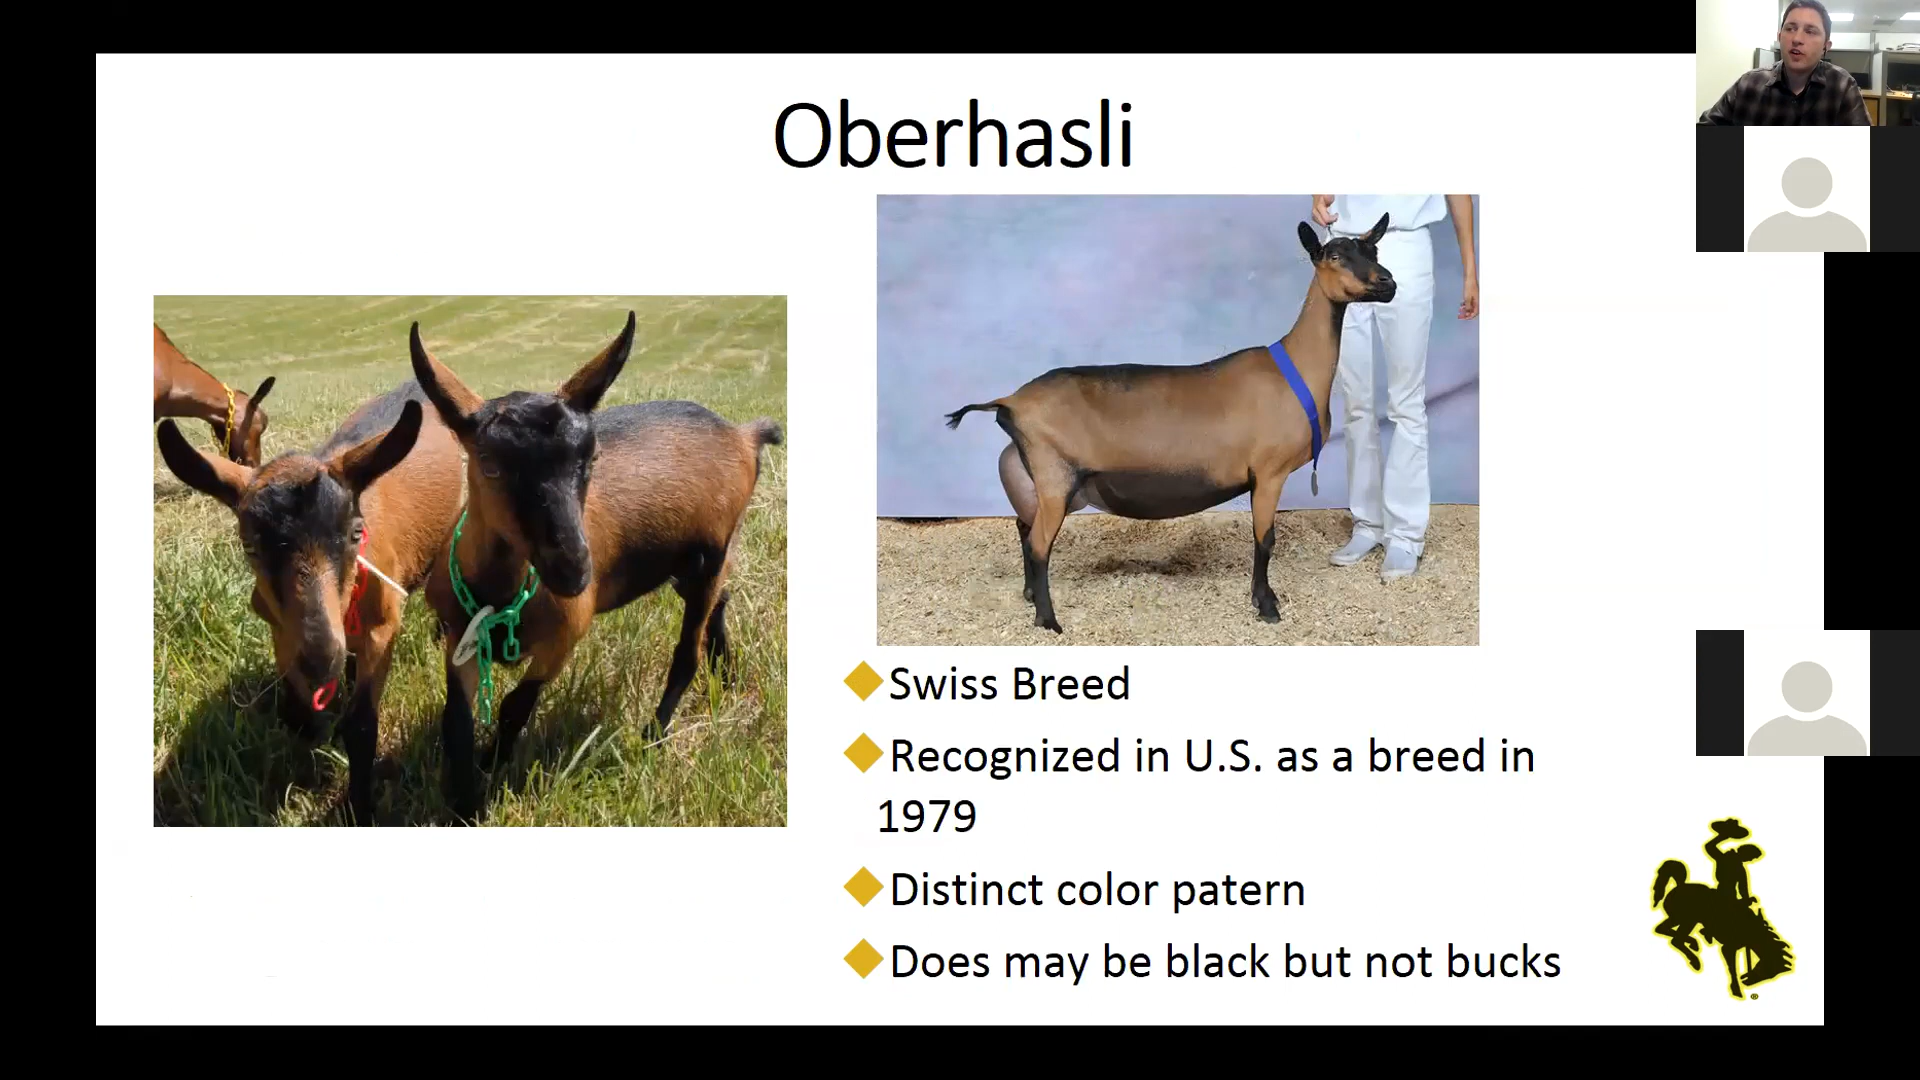 Oberhasli
Swiss Breed
Recognized in U.S. as a breed in
1979
Distinct color patern
Does may be black but not bucks